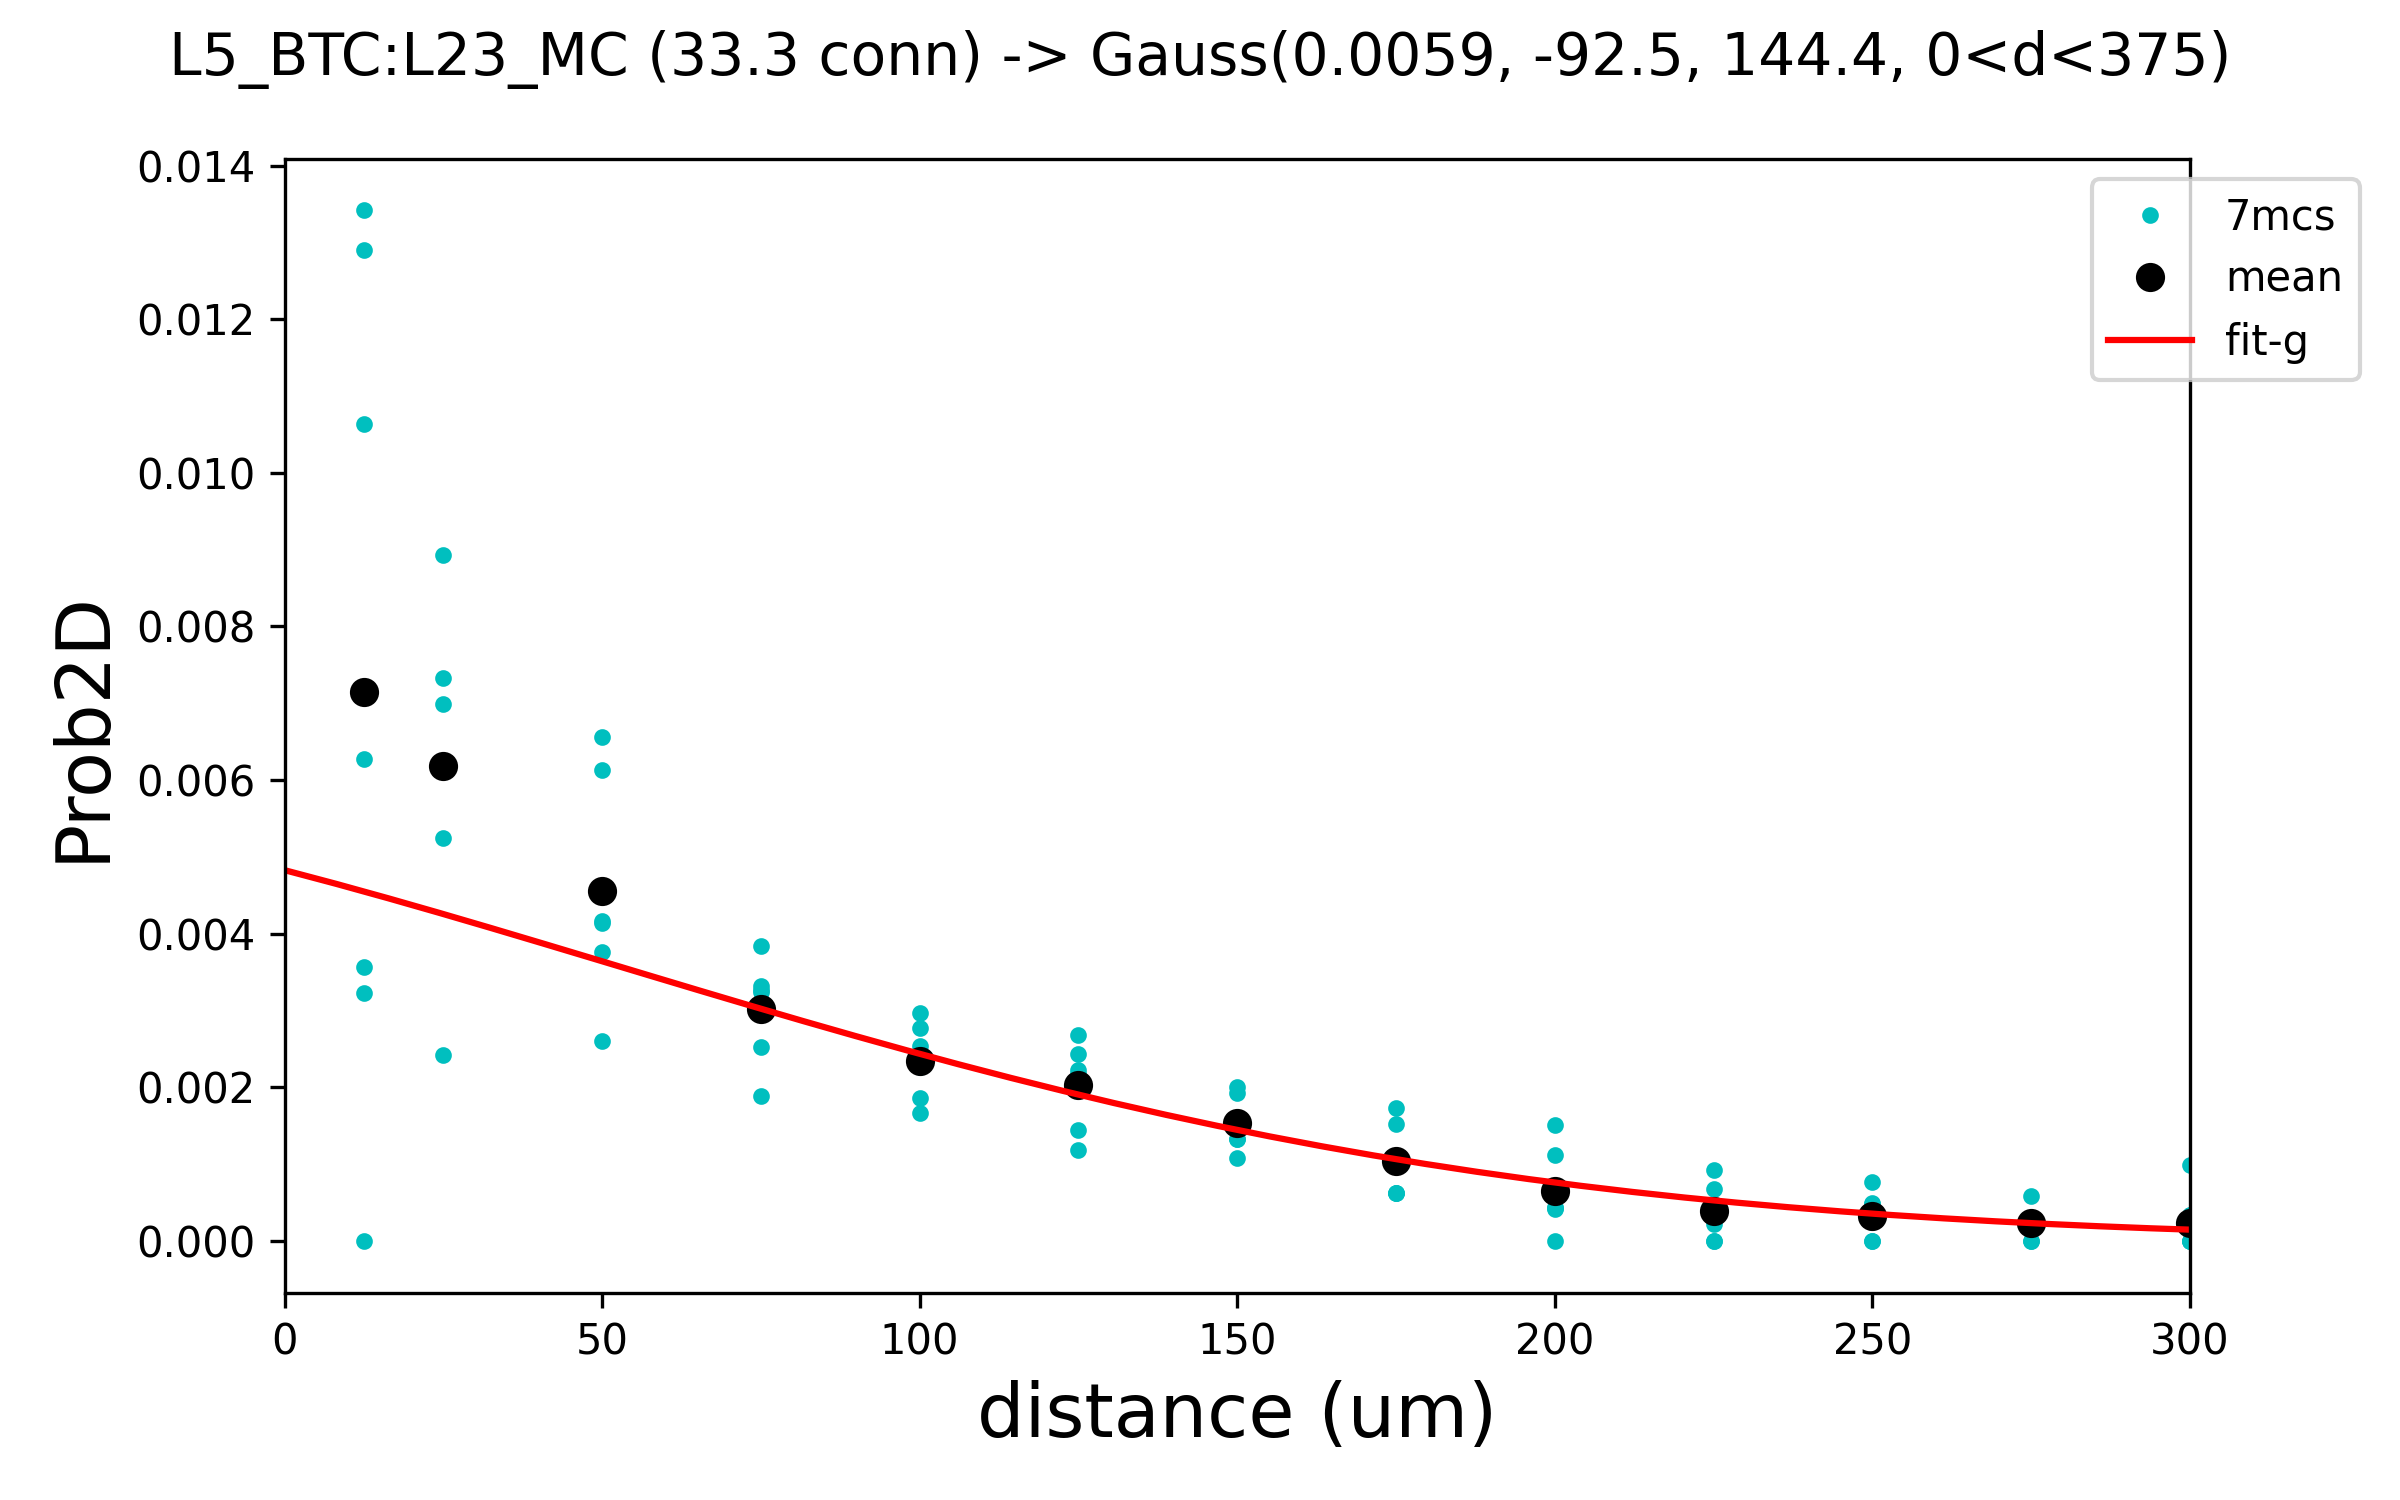 L5_BTC:L23_MC (33.3 conn) -> Gauss(0.0059, -92.5, 144.4, 0<d<375)
0.014
0.012
0.010
0.008
0.006
0.004
0.002
0.000
Prob2D
7mcs
mean
fit-g
0
50
100
150
200
250
300
distance (um)